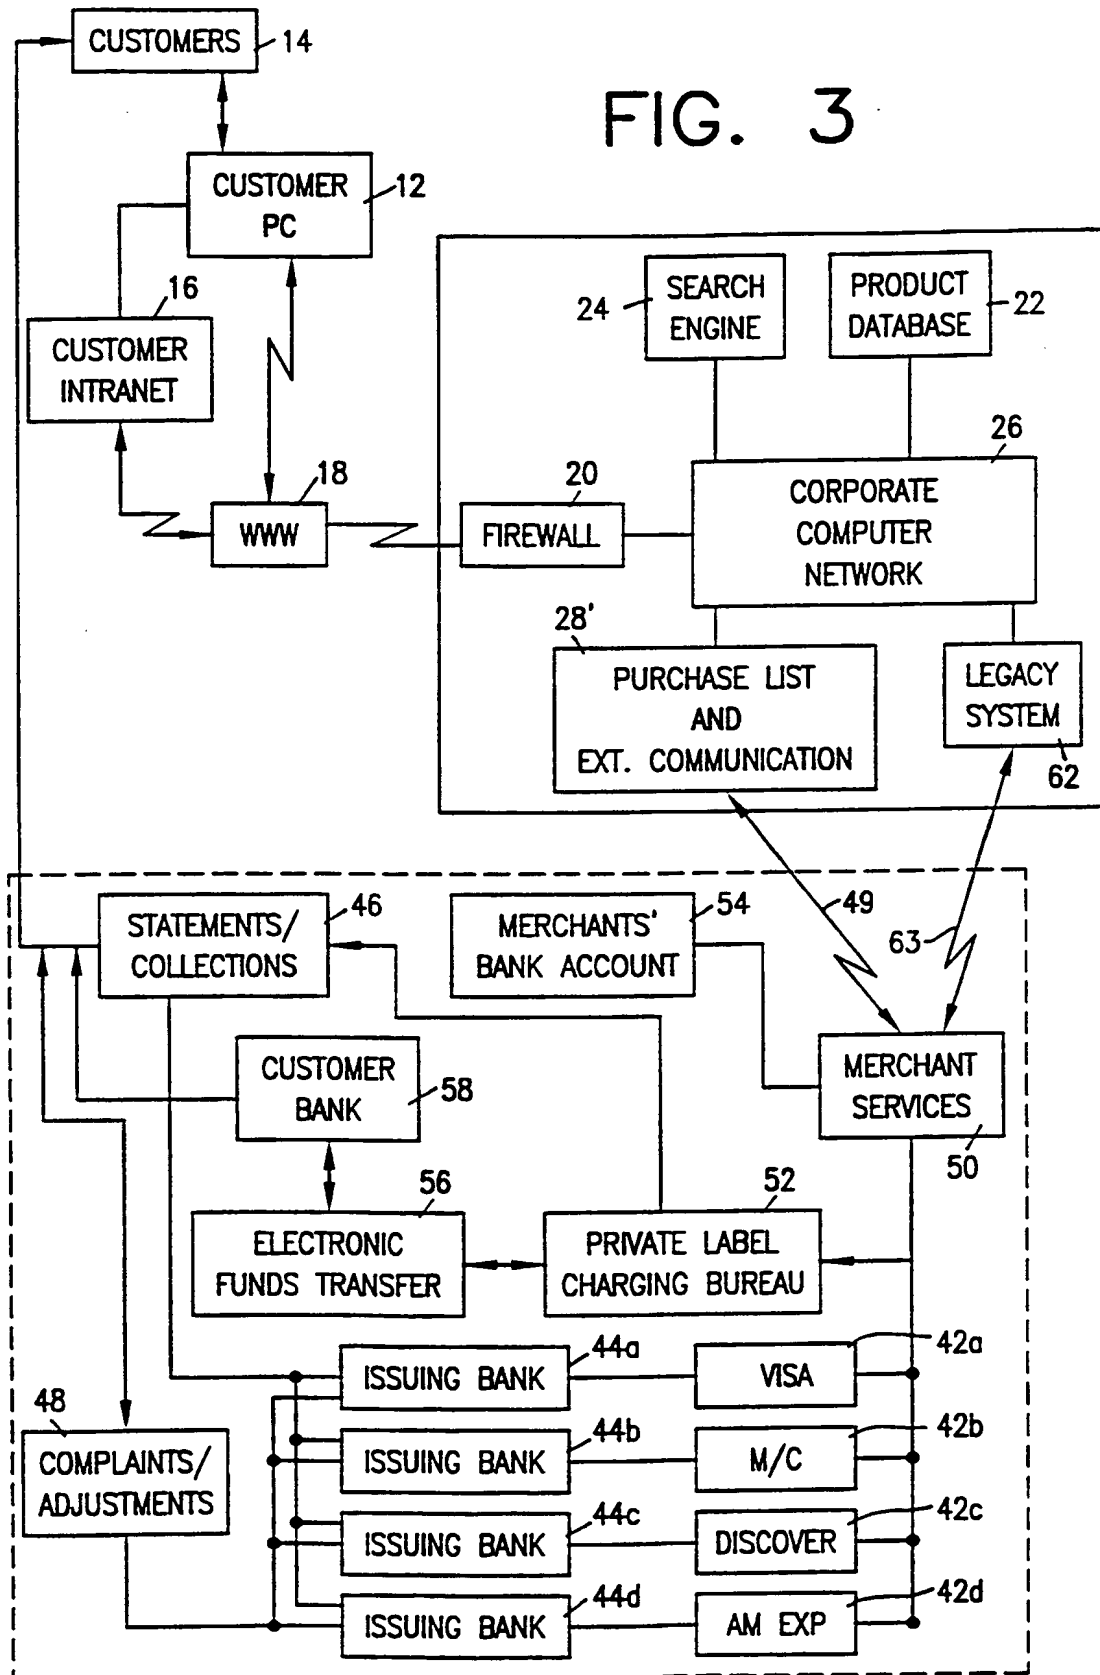 CUSTOMERS
14
FIG. 3
CUSTOMER
PC
12
16
CUSTOMER
INTRANET
18
WWW
24
SEARCH
ENGINE
PRODUCT
DATABASE
22
26
CORPORATE
COMPUTER
NETWORK
20
FIREWALL
28'
PURCHASE LIST
AND
EXT. COMMUNICATION
LEGACY
SYSTEM
62
STATEMENTS/
COLLECTIONS
46
MERCHANTS'
BANK ACCOUNT
54
49
63
MERCHANT
SERVICES
50
CUSTOMER
BANK
58
56
ELECTRONIC
FUNDS TRANSFER
52
PRIVATE LABEL
CHARGING BUREAU
ISSUING BANK
44a
VISA
42a
48
COMPLAINTS/
ADJUSTMENTS
ISSUING BANK
44b
M/C
42b
ISSUING BANK
44c
DISCOVER
42c
ISSUING BANK
44d
AM EXP
42d